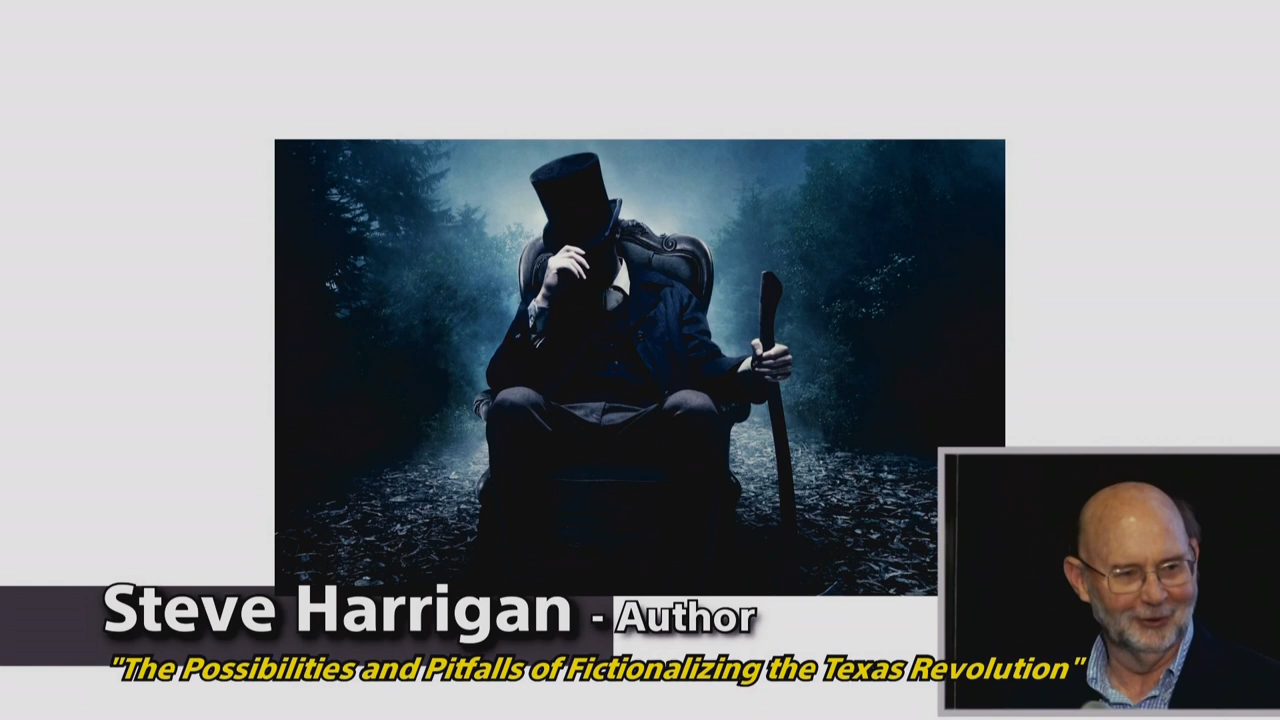 Steve Harrigan - Author
"The Possibilities and Pitfalls of Fictionalizing the Texas Revolution"